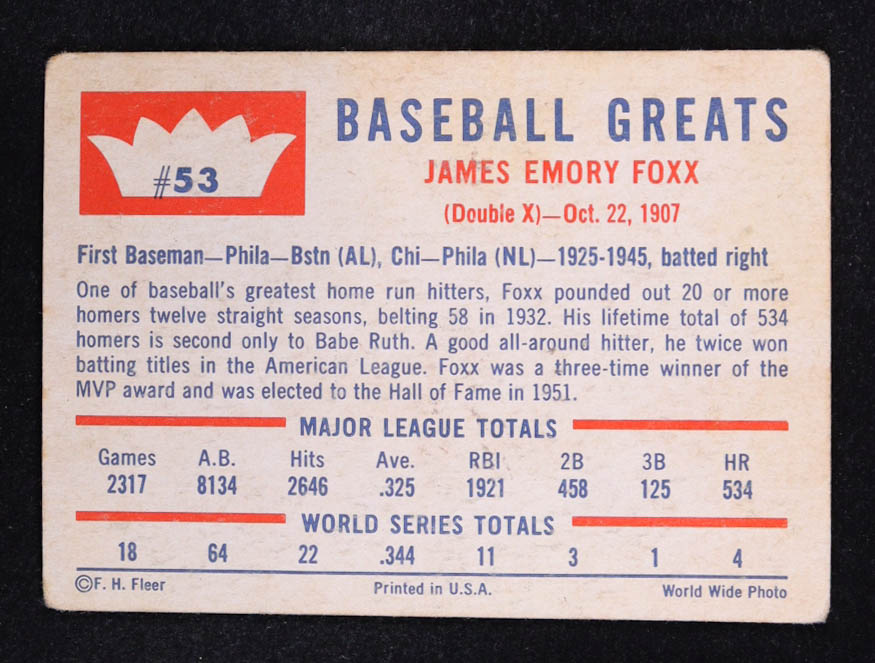 #53
BASEBALL GREATS
JAMES EMORY FOXX
(Double X)—Oct. 22, 1907
First Baseman—Phila—Bstn (AL), Chi—Phila (NL)—1925-1945, batted right
One of baseball's greatest home run hitters, Foxx pounded out 20 or more
homers twelve straight seasons, belting 58 in 1932. His lifetime total of 534
homers is second only to Babe Ruth. A good all-around hitter, he twice won
batting titles in the American League. Foxx was a three-time winner of the
MVP award and was elected to the Hall of Fame in 1951.
MAJOR LEAGUE TOTALS
Games A.B. Hits Ave. RBI 2B 3B HR
2317 8134 2646 .325 1921 458 125 534
WORLD SERIES TOTALS
18 64 22 .344 11 3 1 4
©F. H. Fleer Printed in U.S.A. World Wide Photo